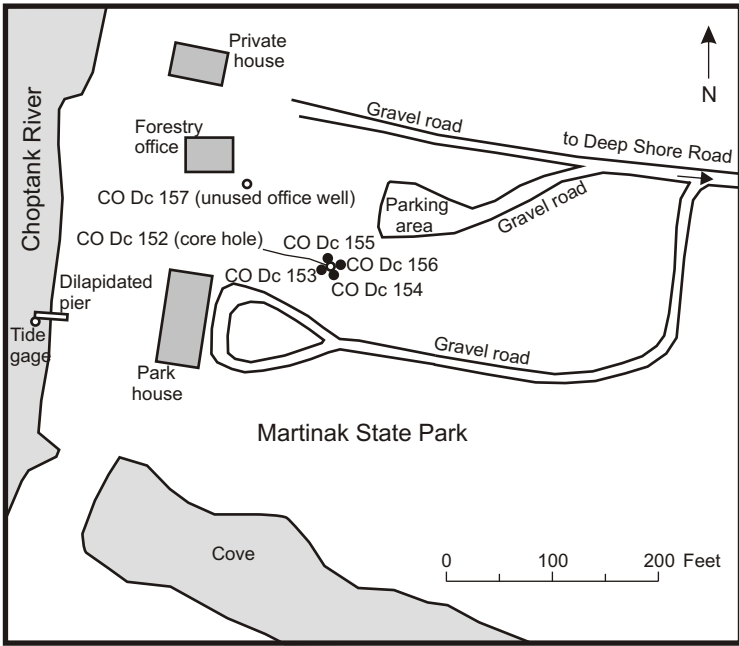 Private
house
Gravel road
N
Forestry
office
to Deep Shore Road
Choptank River
CO Dc 157 (unused office well)
Parking
area
Gravel road
CO Dc 152 (core hole)
CO Dc 155
CO Dc 156
CO Dc 153
CO Dc 154
Dilapidated
pier
Tide
gage
Park
house
Gravel road
Martinak State Park
Cove
0 100 200 Feet